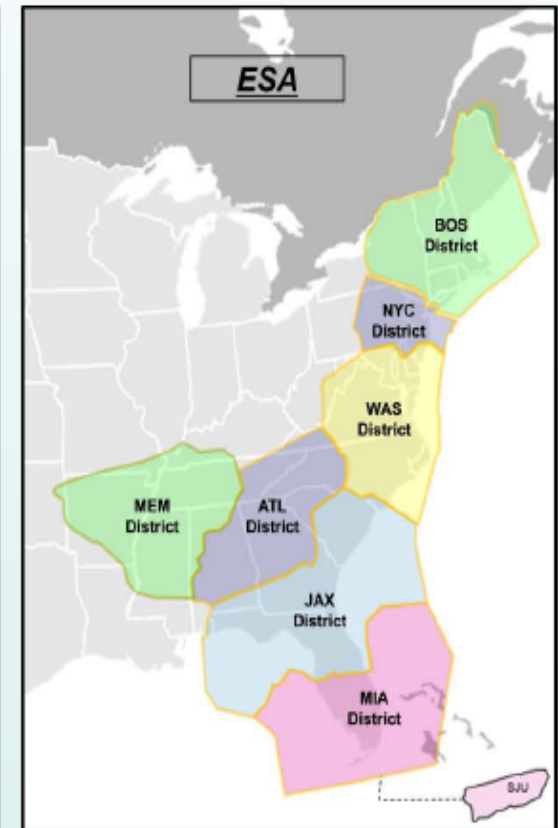 ESA
BOS
District
NYC
District
WAS
District
MEM
District
ATL
District
JAX
District
MIA
District
SJU